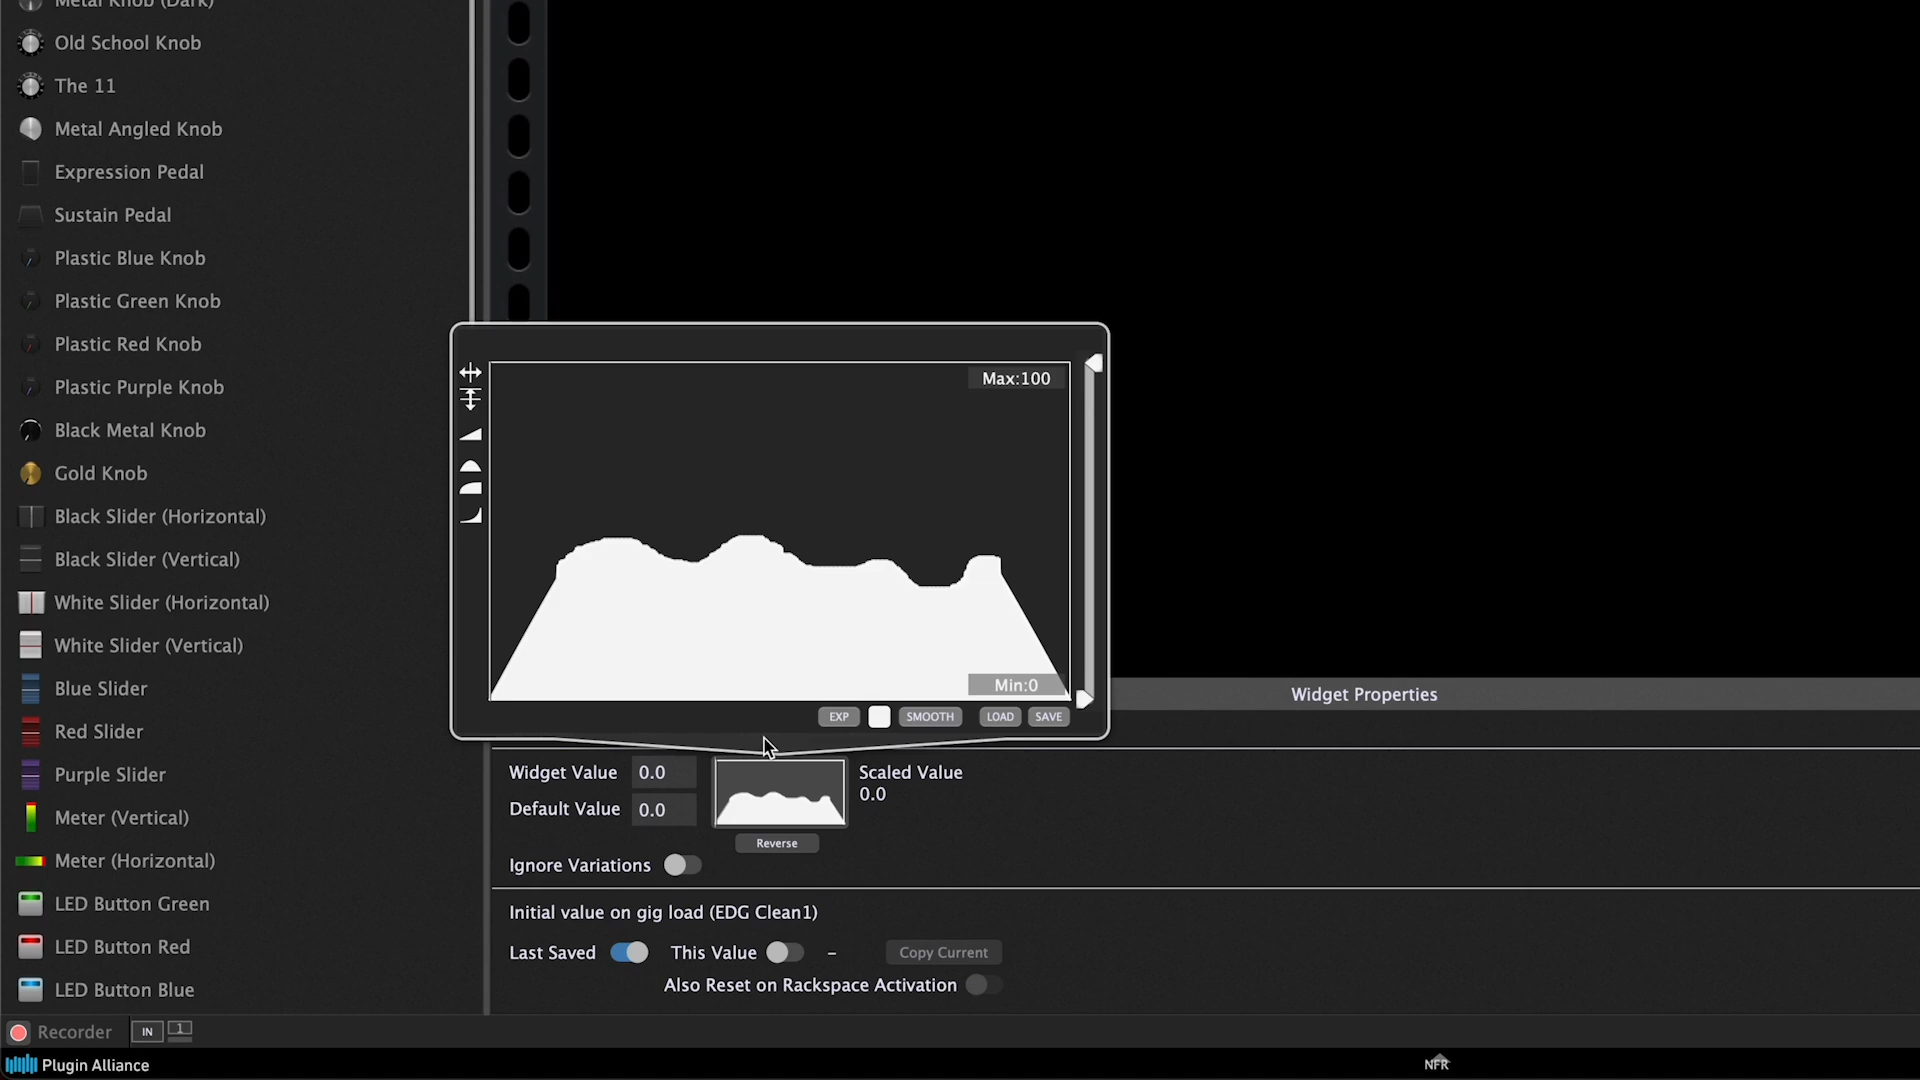 Metal Knob (Dark)
Old School Knob
The 11
Metal Angled Knob
Expression Pedal
Sustain Pedal
Plastic Blue Knob
Plastic Green Knob
Plastic Red Knob
Plastic Purple Knob
Black Metal Knob
Gold Knob
Black Slider (Horizontal)
Black Slider (Vertical)
White Slider (Horizontal)
White Slider (Vertical)
Blue Slider
Red Slider
Purple Slider
Meter (Vertical)
Meter (Horizontal)
LED Button Green
LED Button Red
LED Button Blue
Max:100
Min:0
EXP SMOOTH LOAD SAVE
Widget Properties
Widget Value 0.0
Default Value 0.0
Scaled Value
0.0
Reverse
Ignore Variations
Initial value on gig load (EDG Clean1)
Last Saved This Value – Copy Current
Also Reset on Rackspace Activation
Recorder IN 1
Plugin Alliance
NFR